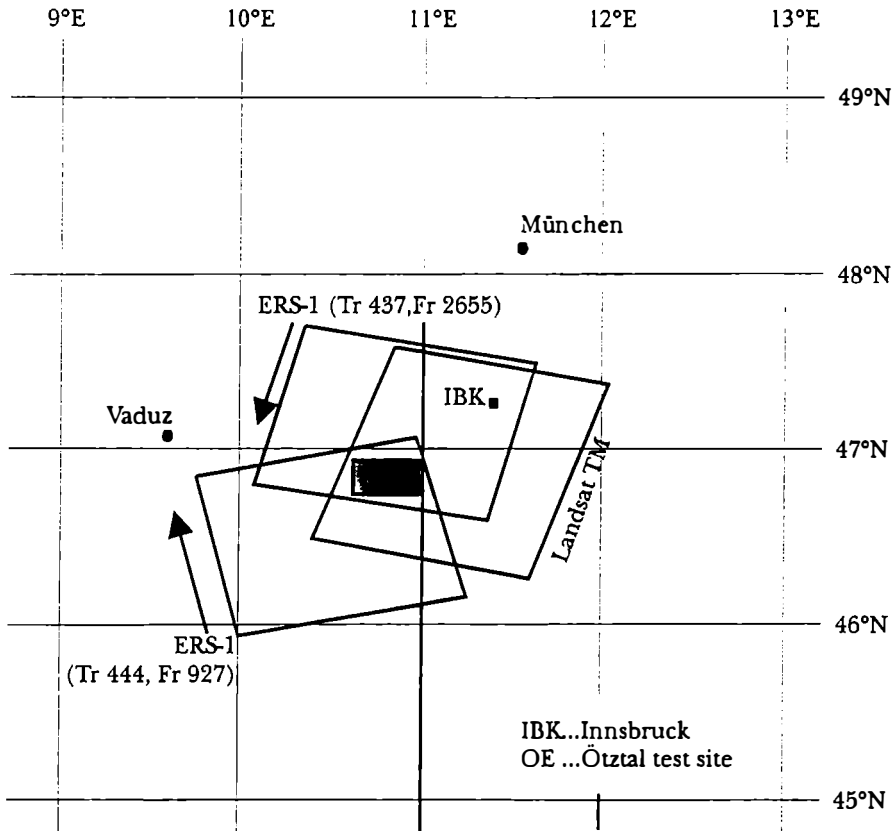 9°E 10°E 11°E 12°E 13°E
49°N
München
48°N
ERS-1 (Tr 437,Fr 2655)
IBK
Vaduz
47°N
Landsat TM
46°N
ERS-1
(Tr 444, Fr 927)
IBK...Innsbruck
OE ...Ötztal test site
45°N